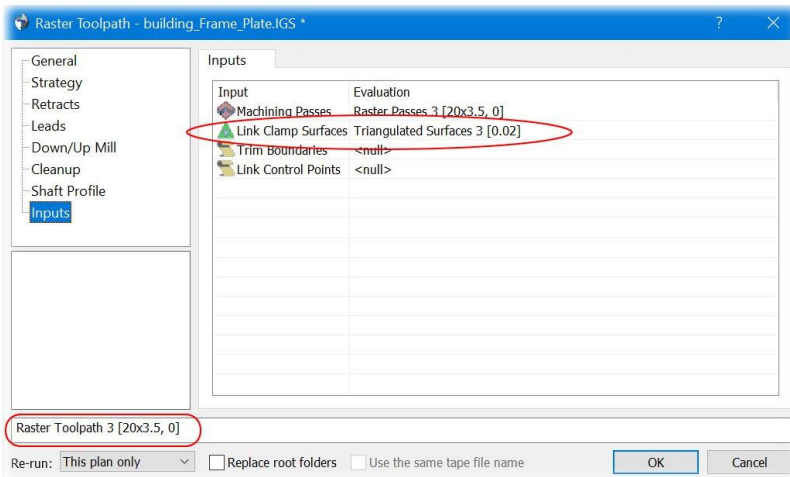 Raster Toolpath - building_Frame_Plate.IGS *
General
Strategy
Retracts
Leads
Down/Up Mill
Cleanup
Shaft Profile
Inputs
Inputs
Input Evaluation
Machining Passes Raster Passes 3 [20x3.5, 0]
Link Clamp Surfaces Triangulated Surfaces 3 [0.02]
Trim Boundaries <null>
Link Control Points <null>
Raster Toolpath 3 [20x3.5, 0]
Re-run: This plan only Replace root folders Use the same tape file name OK Cancel